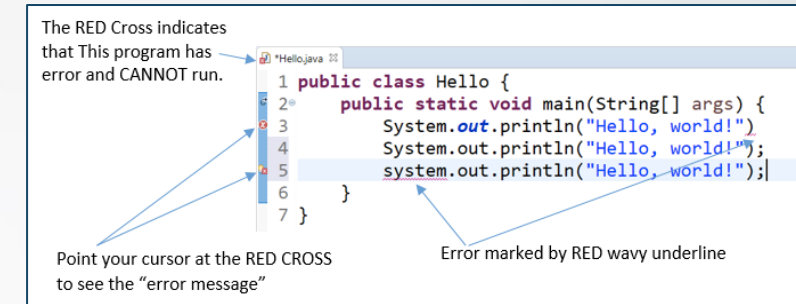 The RED Cross indicates
that This program has
error and CANNOT run.
*Hello.java
1 public class Hello {
2 public static void main(String[] args) {
3 System.out.println("Hello, world!")
4 System.out.println("Hello, world!");
5 system.out.println("Hello, world!");
6 }
7 }
Point your cursor at the RED CROSS
to see the “error message”
Error marked by RED wavy underline